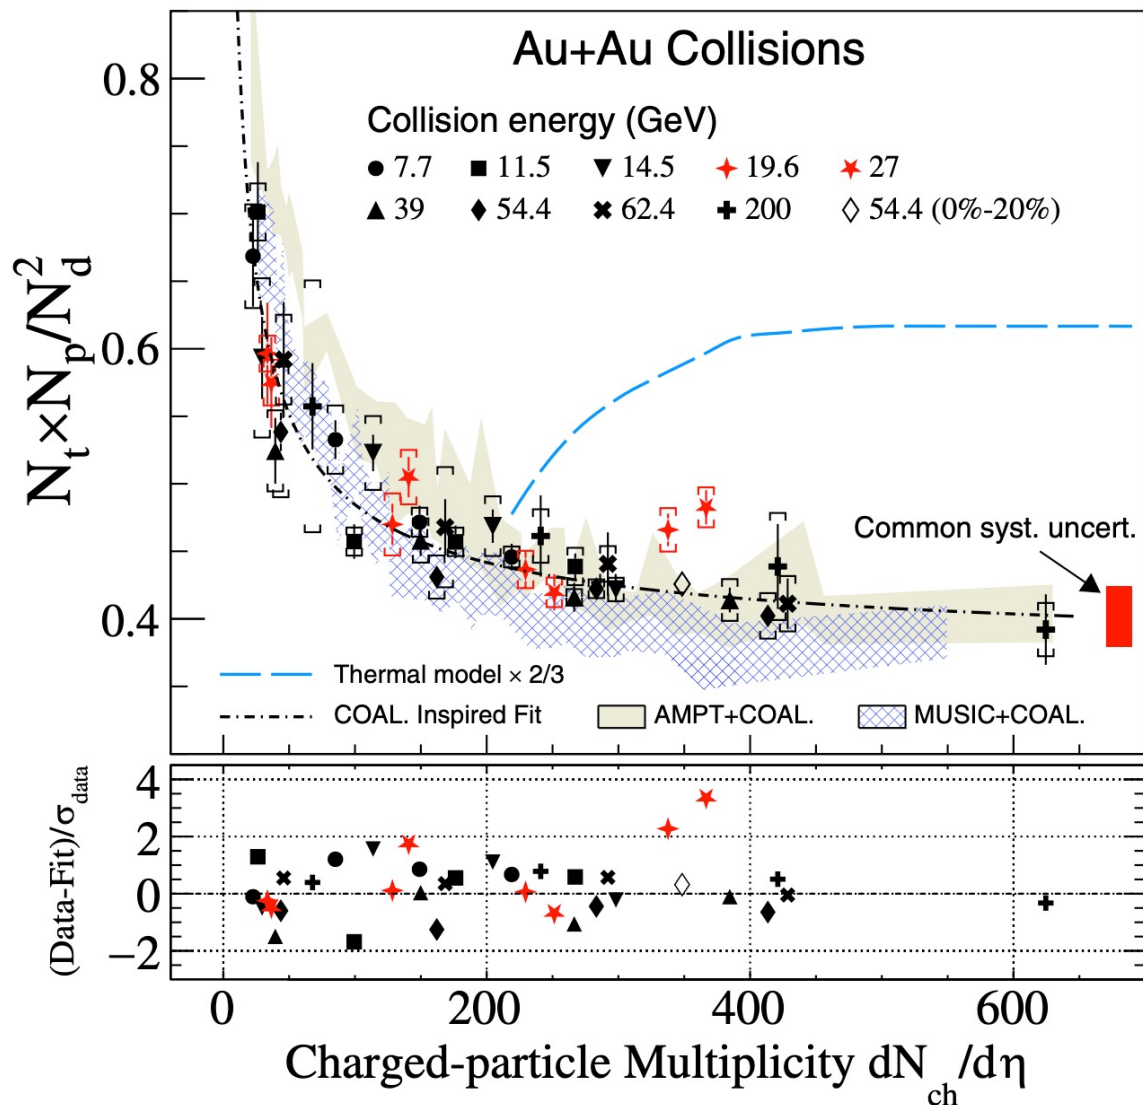 Au+Au Collisions
Collision energy (GeV)
7.7 11.5 14.5 19.6 27
39 54.4 62.4 200 54.4 (0%-20%)
0.8
0.6
0.4
N_t×N_p/N_d^2
Common syst. uncert.
Thermal model × 2/3
COAL. Inspired Fit AMPT+COAL. MUSIC+COAL.
4
2
0
−2
(Data-Fit)/σ_data
0 200 400 600
Charged-particle Multiplicity dN_ch/dη